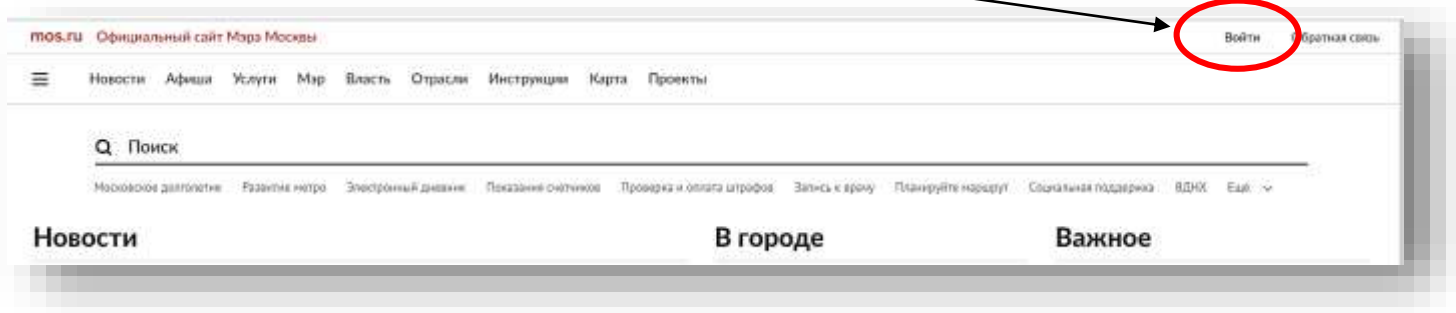 mos.ru Официальный сайт Мэра Москвы Войти Обратная связь
Новости Афиша Услуги Мэр Власть Отрасли Инструкции Карта Проекты
Поиск
Московское долголетие Развитие метро Электронный дневник Показания счетчиков Проверка и оплата штрафов Запись к врачу Планируйте маршрут Социальная поддержка ВДНХ Ещё
Новости В городе Важное